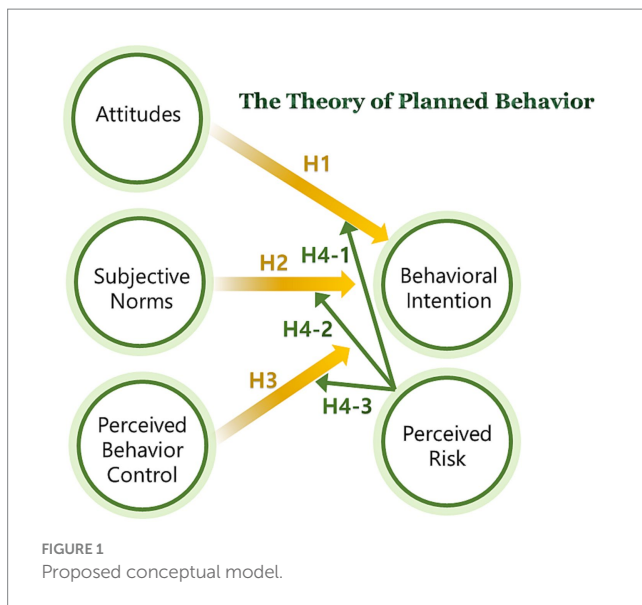 The Theory of Planned Behavior
Attitudes
H1
Subjective
Norms
H2
H4-1
Behavioral
Intention
H4-2
H3
H4-3
Perceived
Behavior
Control
Perceived
Risk
FIGURE 1
Proposed conceptual model.